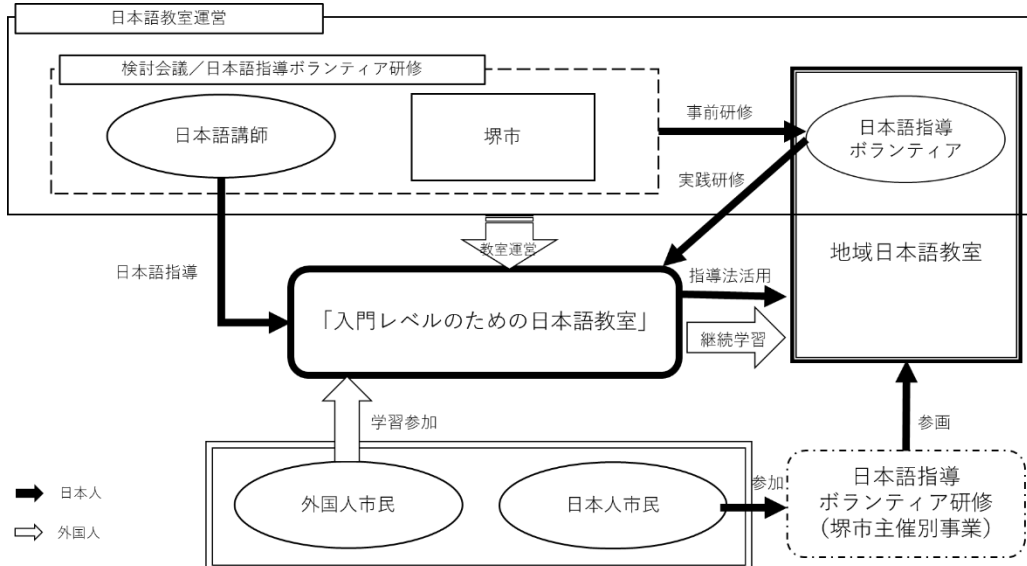 日本語教室運営
検討会議／日本語指導ボランティア研修
日本語講師
堺市
事前研修
日本語指導
ボランティア
実践研修
教室運営
地域日本語教室
日本語指導
指導法活用
「入門レベルのための日本語教室」
継続学習
学習参加
参画
外国人市民
日本人市民
参加
日本語指導
ボランティア研修
（堺市主催別事業）
日本人
外国人